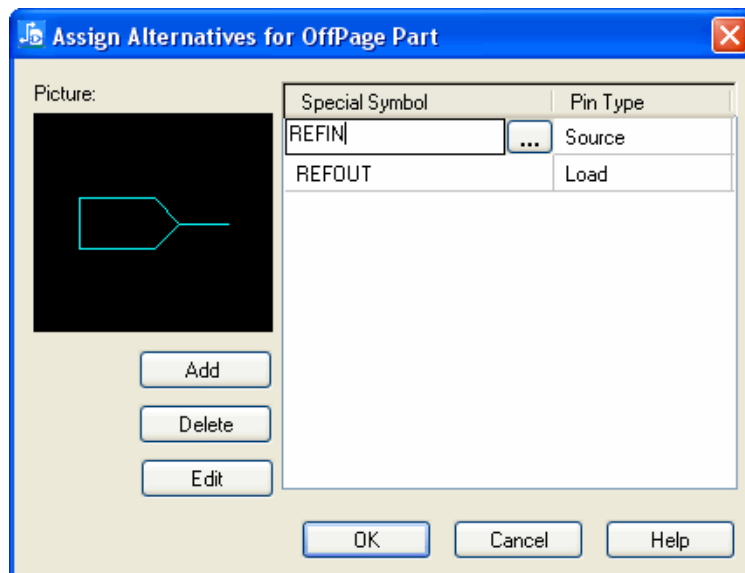 Assign Alternatives for OffPage Part
Picture:
Special Symbol Pin Type
REFIN ... Source
REFOUT Load
Add
Delete
Edit
OK Cancel Help